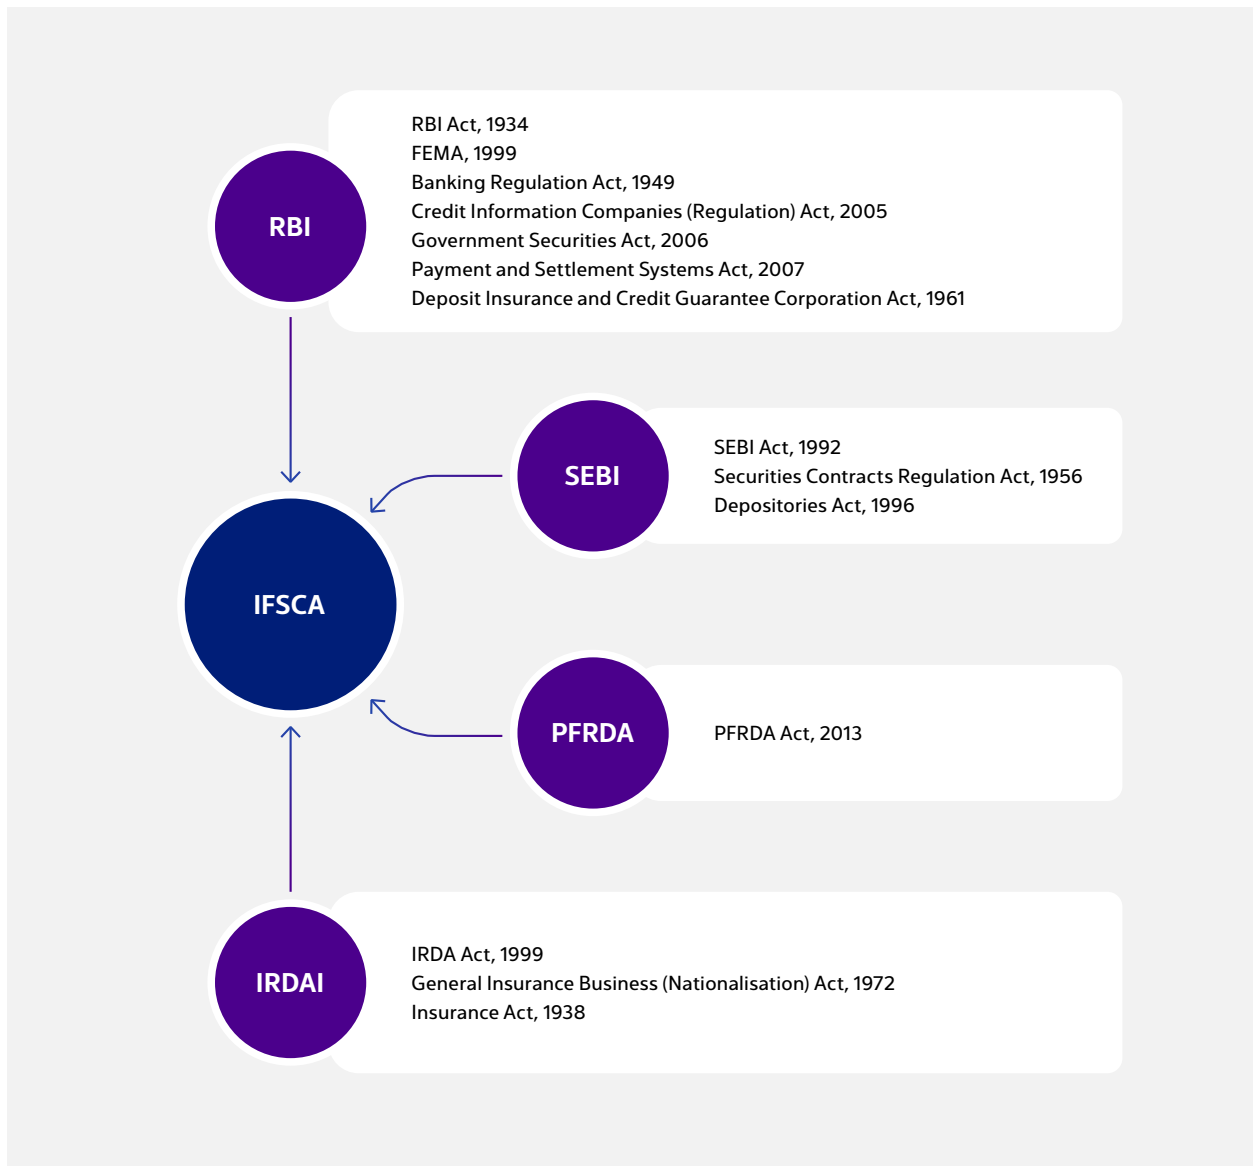 RBI
RBI Act, 1934
FEMA, 1999
Banking Regulation Act, 1949
Credit Information Companies (Regulation) Act, 2005
Government Securities Act, 2006
Payment and Settlement Systems Act, 2007
Deposit Insurance and Credit Guarantee Corporation Act, 1961
SEBI
SEBI Act, 1992
Securities Contracts Regulation Act, 1956
Depositories Act, 1996
IFSCA
PFRDA
PFRDA Act, 2013
IRDAI
IRDA Act, 1999
General Insurance Business (Nationalisation) Act, 1972
Insurance Act, 1938